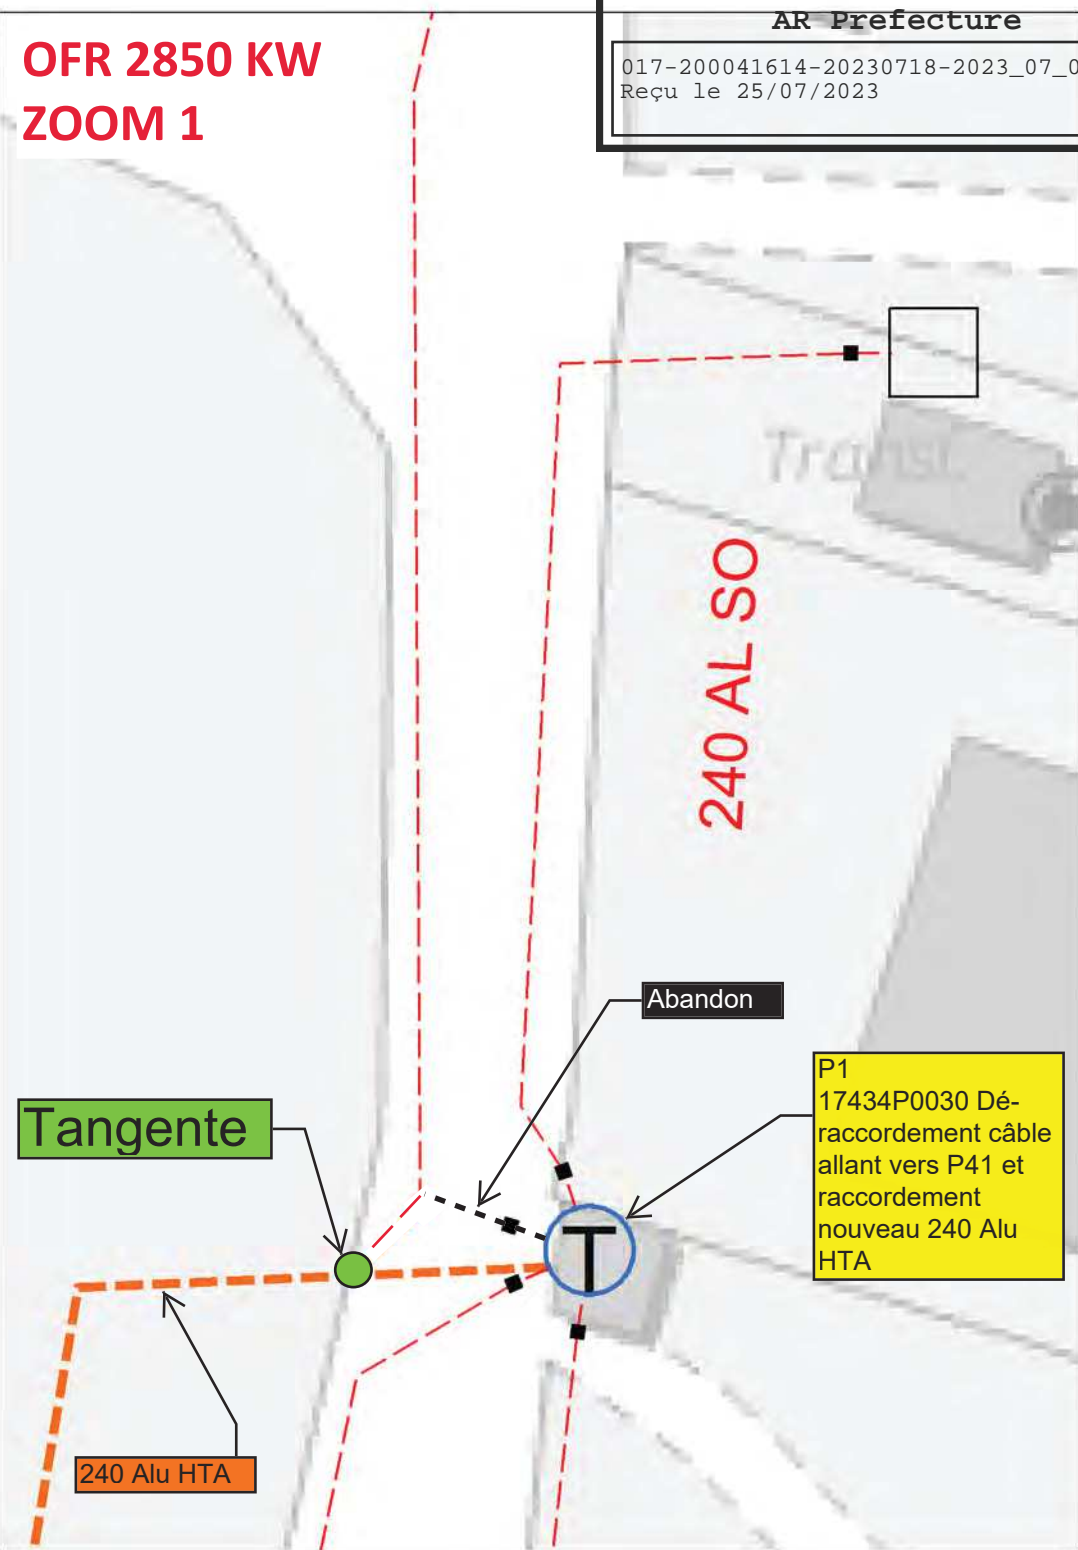 OFR 2850 KW
ZOOM 1
AR Prefecture
017-200041614-20230718-2023_07_0
Reçu le 25/07/2023
Transf.
240 AL SO
Abandon
P1
17434P0030 Dé-
raccordement câble
allant vers P41 et
raccordement
nouveau 240 Alu
HTA
Tangente
T
240 Alu HTA